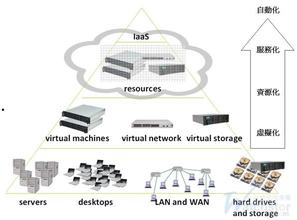 IaaS
resources
virtual machines
virtual network
virtual storage
servers
desktops
LAN and WAN
hard drives
and storage
自動化
服務化
資源化
虛擬化